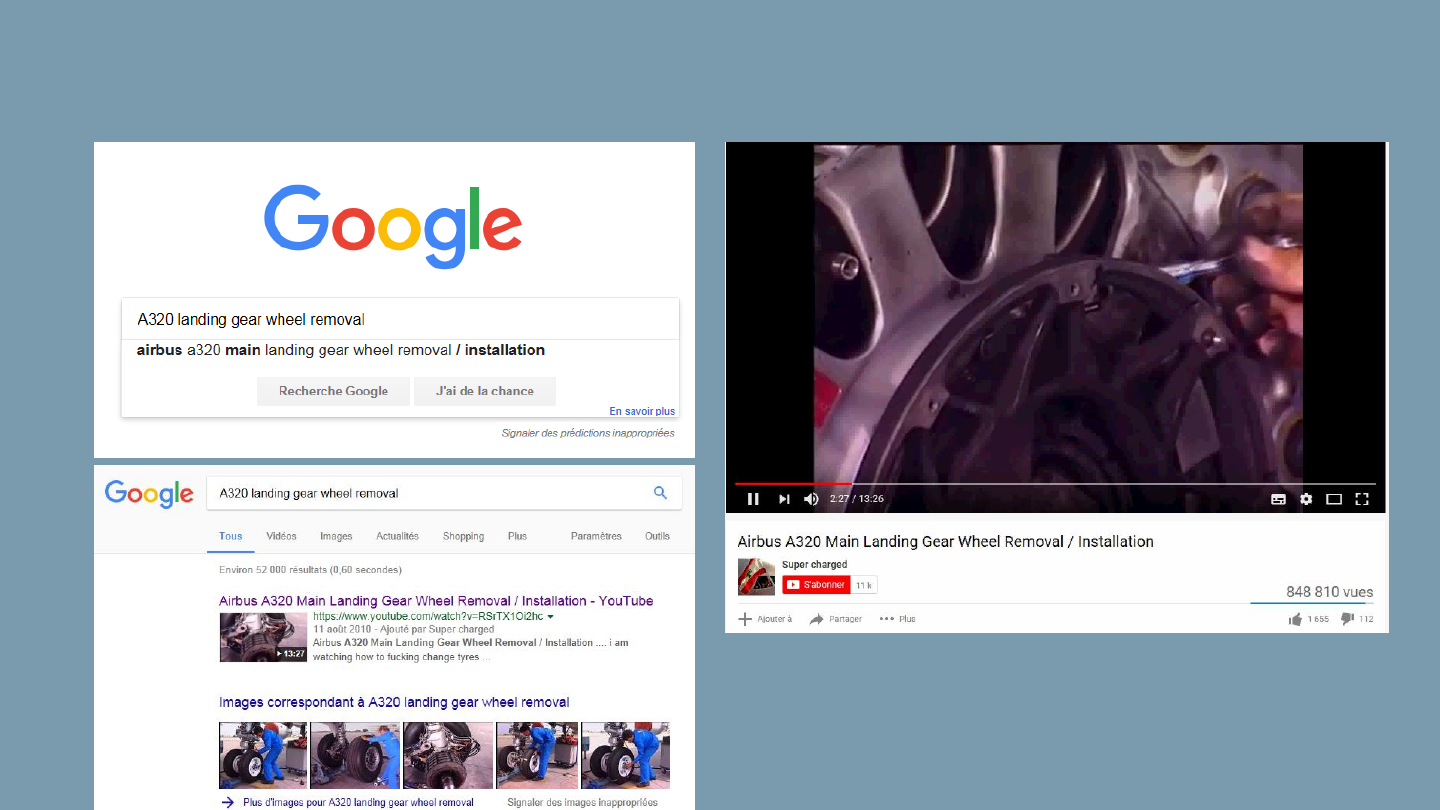 Google
A320 landing gear wheel removal
airbus a320 main landing gear wheel removal / installation
Recherche Google
J'ai de la chance
En savoir plus
Signaler des prédictions inappropriées
Google
A320 landing gear wheel removal
Tous Vidéos Images Actualités Shopping Plus Paramètres Outils
Environ 52 000 résultats (0,60 secondes)
Airbus A320 Main Landing Gear Wheel Removal / Installation - YouTube
https://www.youtube.com/watch?v=RSrTX1Oi2hc
11 août 2010 - Ajouté par Super charged
Airbus A320 Main Landing Gear Wheel Removal / Installation .... i am
watching how to fucking change tyres ...
13:27
Images correspondant à A320 landing gear wheel removal
Plus d'images pour A320 landing gear wheel removal
Signaler des images inappropriées
2:27 / 13:26
Airbus A320 Main Landing Gear Wheel Removal / Installation
Super charged
S'abonner 11 k
848 810 vues
Ajouter à Partager Plus
1 655 112